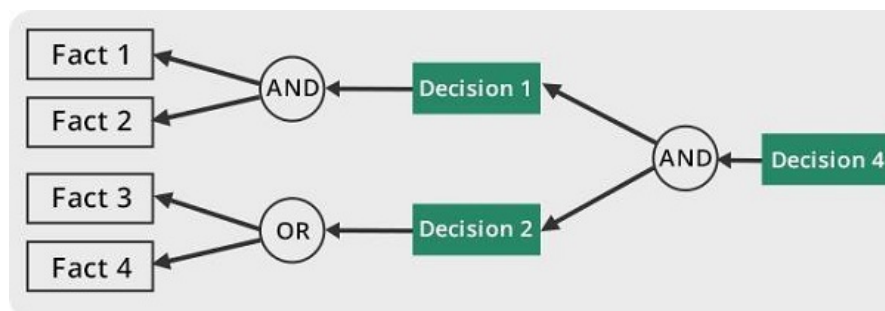 Fact 1
Fact 2
AND
Decision 1
Fact 3
Fact 4
OR
Decision 2
AND
Decision 4